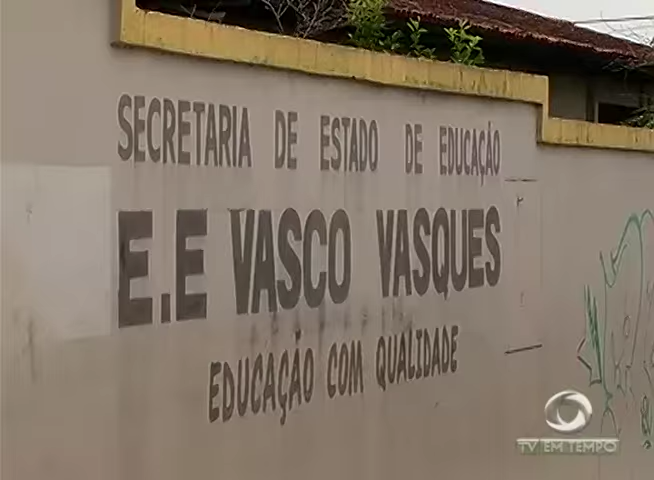 SECRETARIA DE ESTADO DE EDUCAÇÃO
E.E VASCO VASQUES
EDUCAÇÃO COM QUALIDADE
TV EM TEMPO